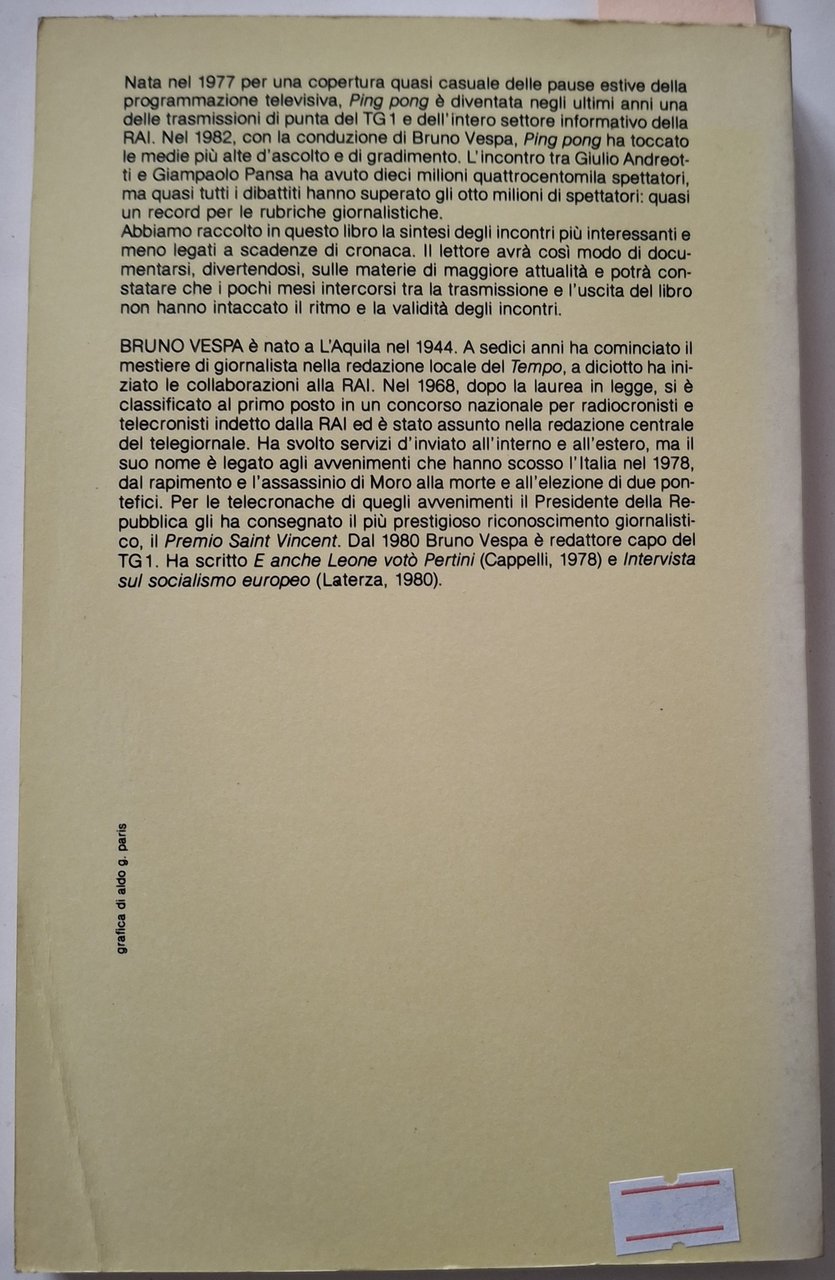 Nata nel 1977 per una copertura quasi casuale delle pause estive della
programmazione televisiva, Ping pong è diventata negli ultimi anni una
delle trasmissioni di punta del TG1 e dell'intero settore informativo della
RAI. Nel 1982, con la conduzione di Bruno Vespa, Ping pong ha toccato
le medie più alte d'ascolto e di gradimento. L'incontro tra Giulio Andreot-
ti e Giampaolo Pansa ha avuto dieci milioni quattrocentomila spettatori,
ma quasi tutti i dibattiti hanno superato gli otto milioni di spettatori: quasi
un record per le rubriche giornalistiche.
Abbiamo raccolto in questo libro la sintesi degli incontri più interessanti e
meno legati a scadenze di cronaca. Il lettore avrà così modo di docu-
mentarsi, divertendosi, sulle materie di maggiore attualità e potrà con-
statare che i pochi mesi intercorsi tra la trasmissione e l'uscita del libro
non hanno intaccato il ritmo e la validità degli incontri.
BRUNO VESPA è nato a L'Aquila nel 1944. A sedici anni ha cominciato il
mestiere di giornalista nella redazione locale del Tempo, a diciotto ha ini-
ziato le collaborazioni alla RAI. Nel 1968, dopo la laurea in legge, si è
classificato al primo posto in un concorso nazionale per radiocronisti e
telecronisti indetto dalla RAI ed è stato assunto nella redazione centrale
del telegiornale. Ha svolto servizi d'inviato all'interno e all'estero, ma il
suo nome è legato agli avvenimenti che hanno scosso l'Italia nel 1978,
dal rapimento e l'assassinio di Moro alla morte e all'elezione di due pon-
tefici. Per le telecronache di quegli avvenimenti il Presidente della Re-
pubblica gli ha consegnato il più prestigioso riconoscimento giornalisti-
co, il Premio Saint Vincent. Dal 1980 Bruno Vespa è redattore capo del
TG1. Ha scritto E anche Leone votò Pertini (Cappelli, 1978) e Intervista
sul socialismo europeo (Laterza, 1980).
grafica di aldo g. paris